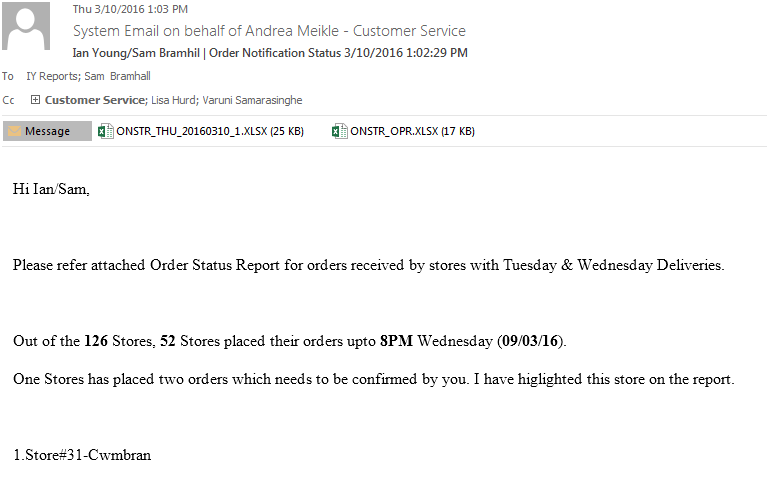 Thu 3/10/2016 1:03 PM
System Email on behalf of Andrea Meikle - Customer Service
Ian Young/Sam Bramhil | Order Notification Status 3/10/2016 1:02:29 PM
To IY Reports; Sam Bramhall
Cc Customer Service; Lisa Hurd; Varuni Samarasinghe
Message ONSTR_THU_20160310_1.XLSX (25 KB) ONSTR_OPR.XLSX (17 KB)
Hi Ian/Sam,
Please refer attached Order Status Report for orders received by stores with Tuesday & Wednesday Deliveries.
Out of the 126 Stores, 52 Stores placed their orders upto 8PM Wednesday (09/03/16).
One Stores has placed two orders which needs to be confirmed by you. I have higlighted this store on the report.
1.Store#31-Cwmbran